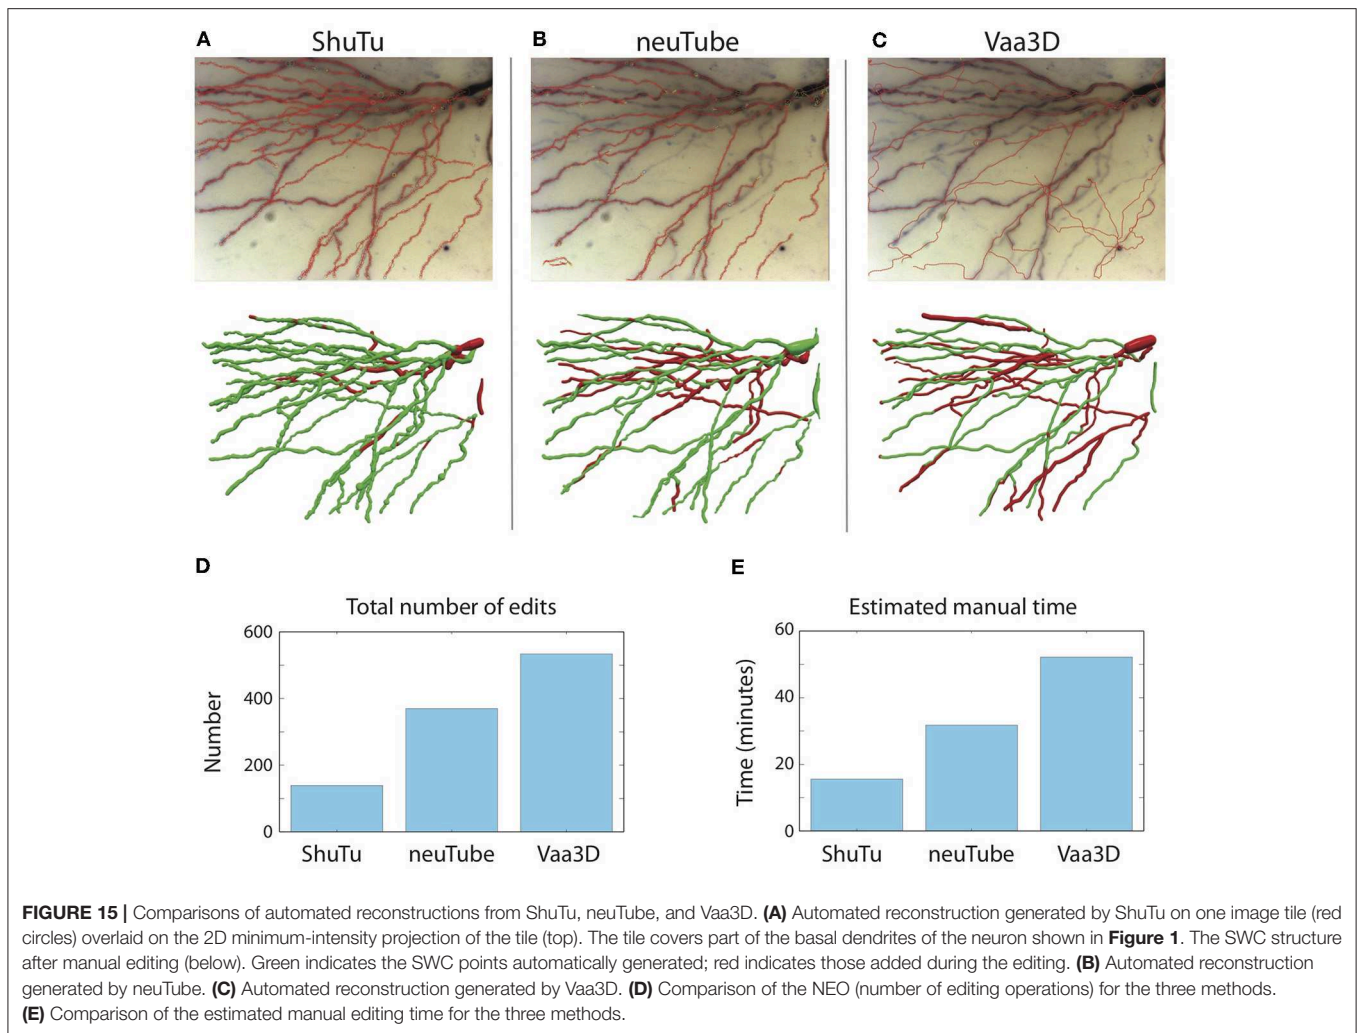 A ShuTu
B neuTube
C Vaa3D
D
Total number of edits
600
400
200
0
Number
ShuTu neuTube Vaa3D
E
Estimated manual time
60
40
20
0
Time (minutes)
ShuTu neuTube Vaa3D
FIGURE 15 | Comparisons of automated reconstructions from ShuTu, neuTube, and Vaa3D. (A) Automated reconstruction generated by ShuTu on one image tile (red
circles) overlaid on the 2D minimum-intensity projection of the tile (top). The tile covers part of the basal dendrites of the neuron shown in Figure 1. The SWC structure
after manual editing (below). Green indicates the SWC points automatically generated; red indicates those added during the editing. (B) Automated reconstruction
generated by neuTube. (C) Automated reconstruction generated by Vaa3D. (D) Comparison of the NEO (number of editing operations) for the three methods.
(E) Comparison of the estimated manual editing time for the three methods.